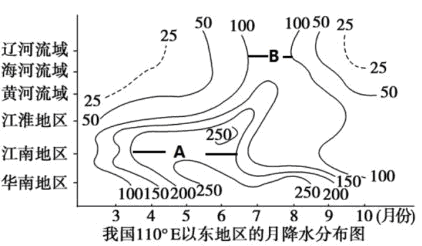 50 100 100 50
25 25
辽河流域
B
海河流域
黄河流域
25 25 50
江淮地区 50
250
江南地区
A
华南地区
100 150 200 250 250 200 150 100
3 4 5 6 7 8 9 10 (月份)
我国110°E以东地区的月降水分布图